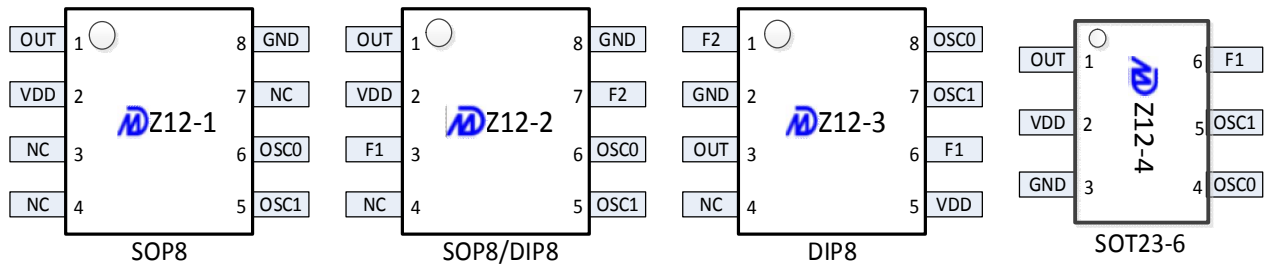 OUT 1 8 GND OUT 1 8 GND F2 1 8 OSC0
OUT 1 6 F1
VDD 2 7 NC VDD 2 7 F2 GND 2 7 OSC1
Z12-1 Z12-2 Z12-3 Z12-4
VDD 2 5 OSC1
NC 3 6 OSC0 F1 3 6 OSC0 OUT 3 6 F1
GND 3 4 OSC0
NC 4 5 OSC1 NC 4 5 OSC1 NC 4 5 VDD
SOP8 SOP8/DIP8 DIP8 SOT23-6